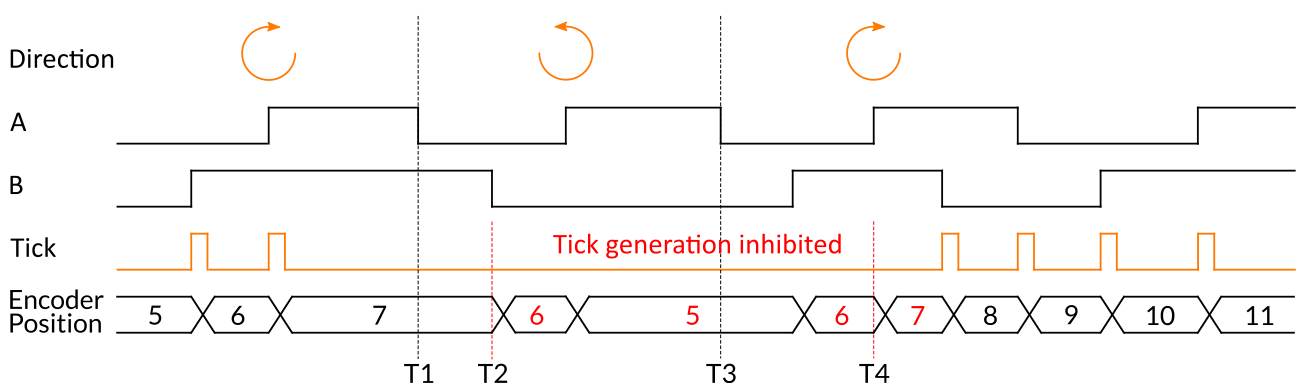 Direction
A
B
Tick
Tick generation inhibited
Encoder
Position
5 6 7 6 5 6 7 8 9 10 11
T1 T2 T3 T4